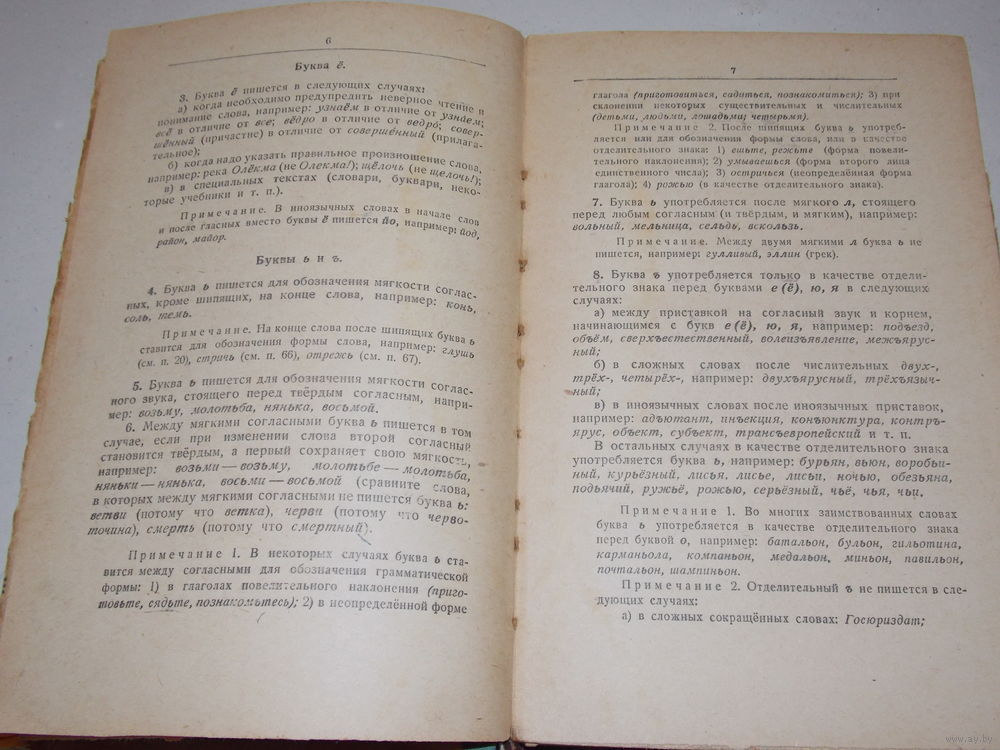 6
Буква ё.
3. Буква ё пишется в следующих случаях:
а) когда необходимо предупредить неверное чтение и
понимание слова, например: узнаём в отличие от узнаем;
всё в отличие от все; вёдро в отличие от ведро; совер-
шённый (причастие) в отличие от совершённый (прилага-
тельное);
б) когда надо указать правильное произношение слова,
например: река Олёкма (не Олекма!); щёлочь (не щелочь!);
в) в специальных текстах (словари, буквари, неко-
торые учебники и т. п.).
Примечание. В иноязычных словах в начале слов
и после гласных вместо буквы ё пишется йо, например: йод,
район, майор.
Буквы ь и ъ.
4. Буква ь пишется для обозначения мягкости соглас-
ных, кроме шипящих, на конце слова, например: конь,
соль, темь.
Примечание. На конце слова после шипящих буква ь
ставится для обозначения формы слова, например: глушь
(см. п. 20), стричь (см. п. 66), отрежь (см. п. 67).
5. Буква ь пишется для обозначения мягкости соглас-
ного звука, стоящего перед твёрдым согласным, напри-
мер: возьму, молотьба, нянька, восьмой.
6. Между мягкими согласными буква ь пишется в том
случае, если при изменении слова второй согласный
становится твёрдым, а первый сохраняет свою мягкость,
например: возьми — возьму, молотьбе — молотьба,
няньки — нянька, восьми — восьмой (сравните слова,
в которых между мягкими согласными не пишется буква ь:
ветви (потому что ветка), черви (потому что черво-
точина), смерть (потому что смертный).
Примечание 1. В некоторых случаях буква ь ста-
вится между согласными для обозначения грамматической
формы: 1) в глаголах повелительного наклонения (приго-
товьте, сядьте, познакомьтесь); 2) в неопределённой форме
7
глагола (приготовиться, садиться, познакомиться); 3) при
склонении некоторых существительных и числительных
(детьми, людьми, лошадьми; четырьмя).
Примечание 2. После шипящих буква ь употреб-
ляется или для обозначения формы слова, или в качестве
отделительного знака: 1) ешьте, режьте (форма повели-
тельного наклонения); 2) умываешься (форма второго лица
единственного числа); 3) остричься (неопределённая форма
глагола); 4) рожью (в качестве отделительного знака).
7. Буква ь употребляется после мягкого л, стоящего
перед любым согласным (и твёрдым, и мягким), например:
вольный, мельница, сельдь, вскользь.
Примечание. Между двумя мягкими л буква ь не
пишется, например: гулливый, эллин (грек).
8. Буква ъ употребляется только в качестве отдели-
тельного знака перед буквами е (ё), ю, я в следующих
случаях:
а) между приставкой на согласный звук и корнем,
начинающимся с букв е (ё), ю, я, например: подъезд,
объём, сверхъестественный, волеизъявление, межъярус-
ный;
б) в сложных словах после числительных двух-,
трёх-, четырёх-, например: двухъярусный, трёхъязыч-
ный;
в) в иноязычных словах после иноязычных приставок,
например: адъютант, инъекция, конъюнктура, контръ-
ярус, объект, субъект, трансъевропейский и т. п.
В остальных случаях в качестве отделительного знака
употребляется буква ь, например: бурьян, вьюн, воробьи-
ный, курьёзный, лисья, лисье, лисьи, ночью, обезьяна,
подьячий, ружьё, рожью, серьёзный, чьё, чья, чьи.
Примечание 1. Во многих заимствованных словах
буква ь употребляется в качестве отделительного знака
перед буквой о, например: батальон, бульон, гильотина,
карманьола, компаньон, медальон, миньон, павильон,
почтальон, шампиньон.
Примечание 2. Отделительный ъ не пишется в сле-
дующих случаях:
а) в сложных сокращённых словах: Госюриздат;
www.ay.by